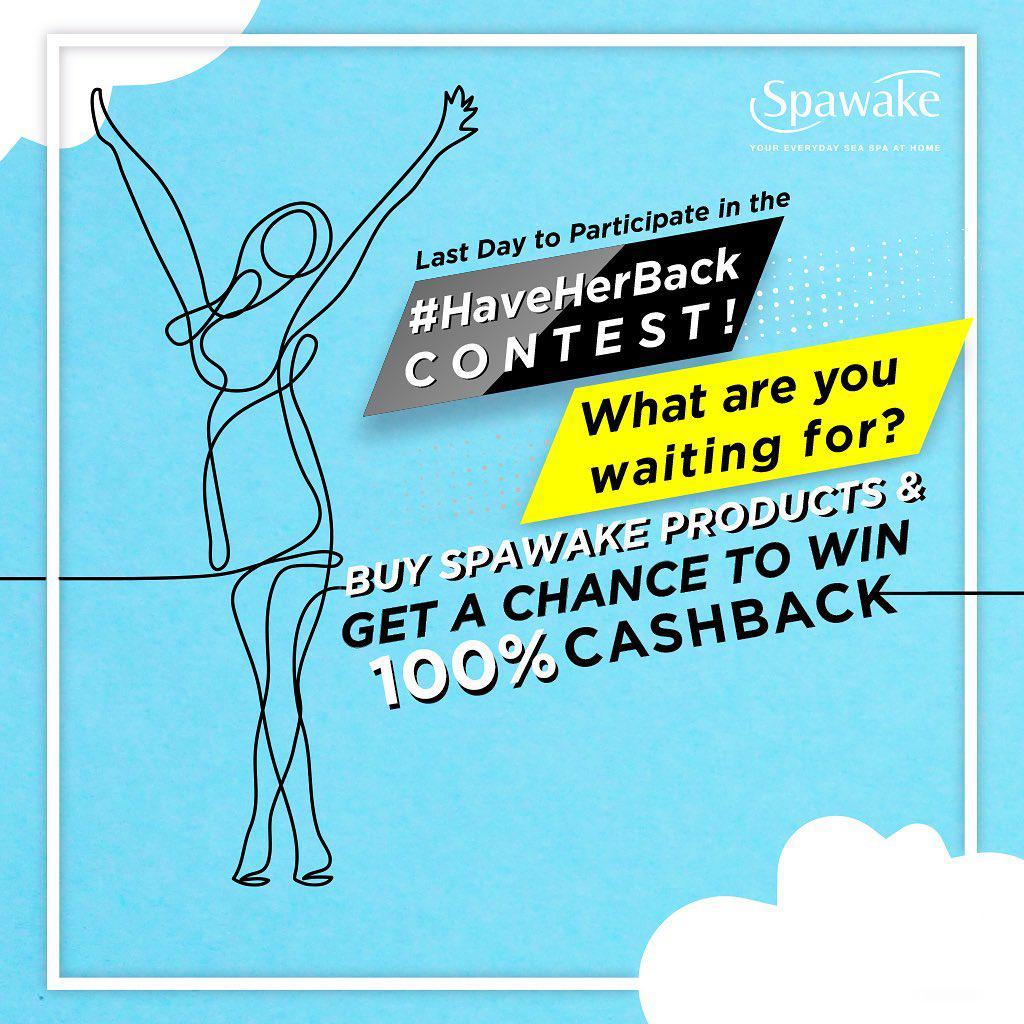 Spawake
YOUR EVERYDAY SEA SPA AT HOME
Last Day to Participate in the
#HaveHerBack
CONTEST!
What are you
waiting for?
BUY SPAWAKE PRODUCTS &
GET A CHANCE TO WIN
100% CASHBACK